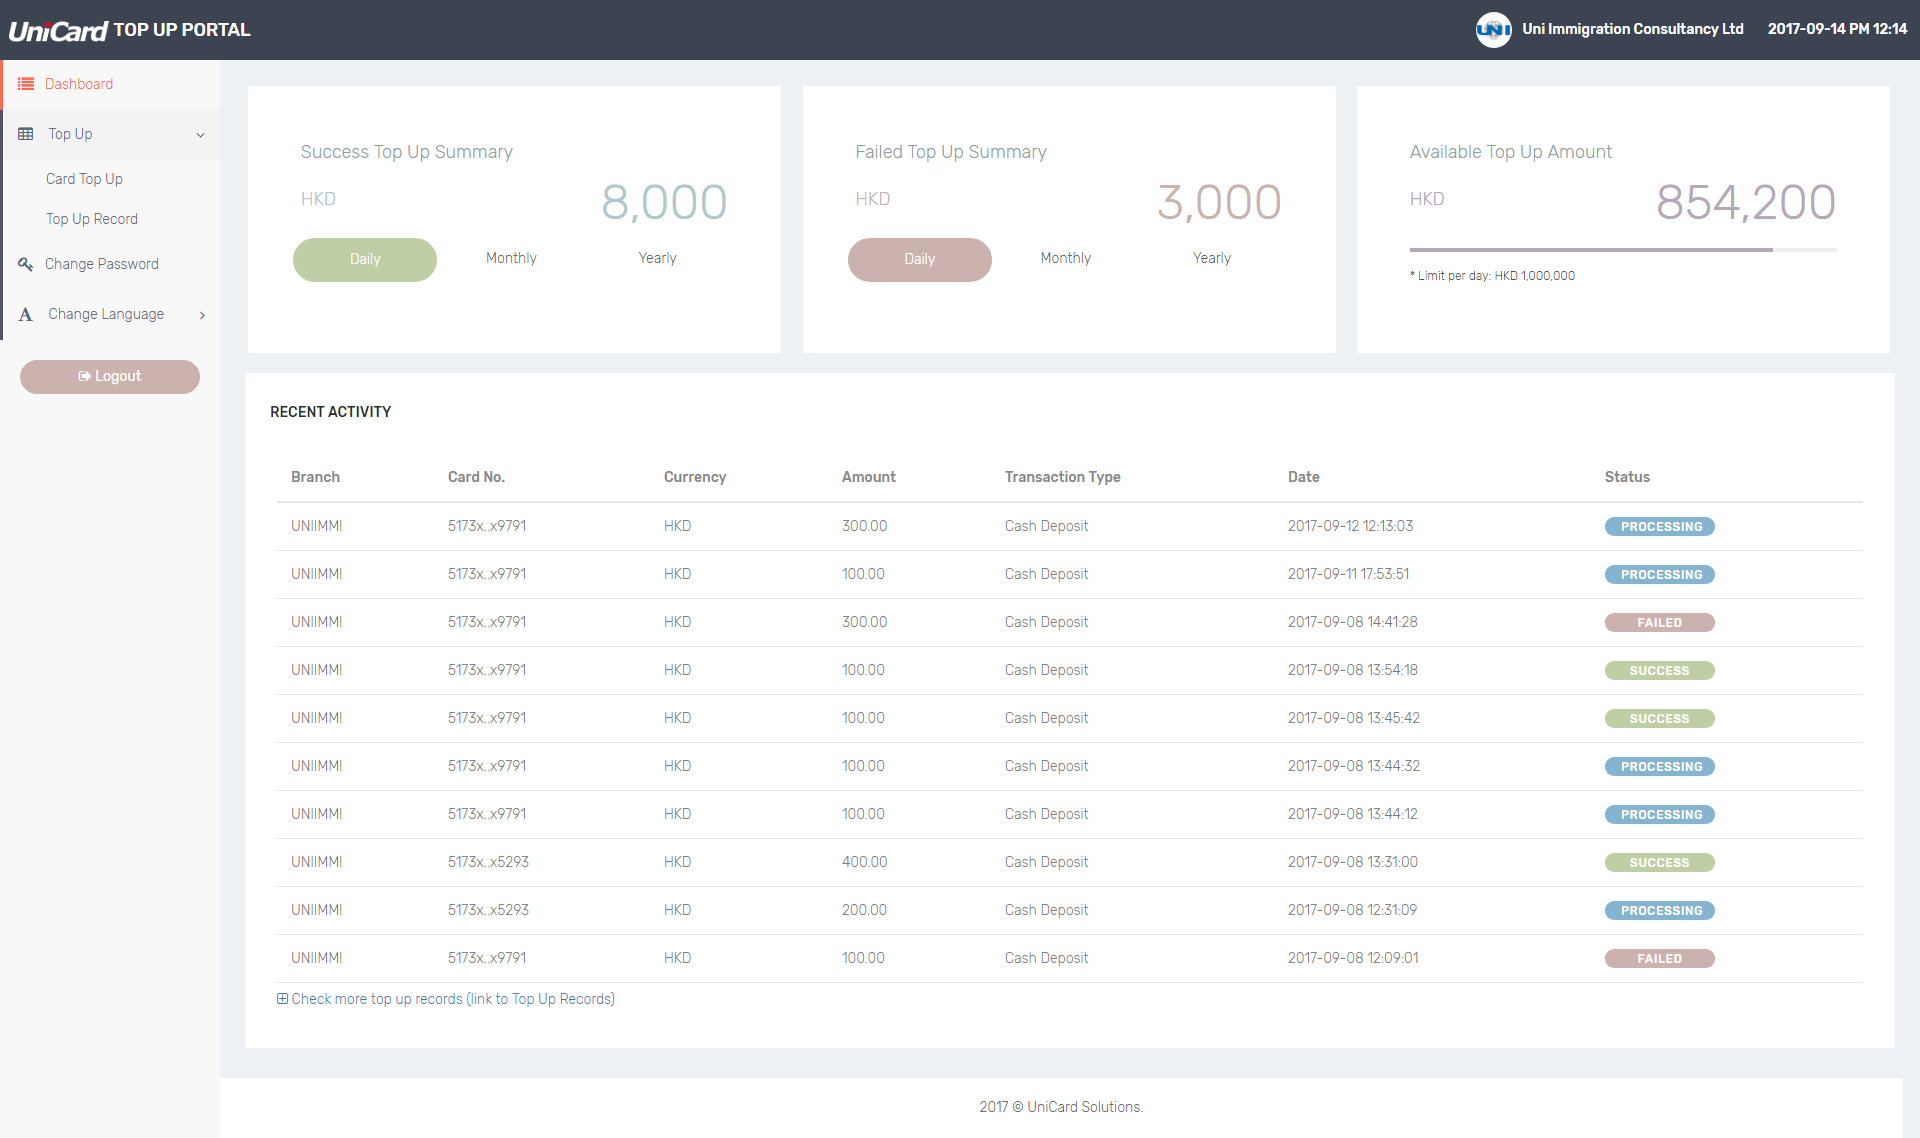 UniCard TOP UP PORTAL
UNI Uni Immigration Consultancy Ltd 2017-09-14 PM 12:14
Dashboard
Top Up
Card Top Up
Top Up Record
Change Password
A Change Language
Logout
Success Top Up Summary
HKD 8,000
Daily Monthly Yearly
Failed Top Up Summary
HKD 3,000
Daily Monthly Yearly
Available Top Up Amount
HKD 854,200
* Limit per day: HKD 1,000,000
RECENT ACTIVITY
Branch Card No. Currency Amount Transaction Type Date Status
UNIIMMI 5173x..x9791 HKD 300.00 Cash Deposit 2017-09-12 12:13:03 PROCESSING
UNIIMMI 5173x..x9791 HKD 100.00 Cash Deposit 2017-09-11 17:53:51 PROCESSING
UNIIMMI 5173x..x9791 HKD 300.00 Cash Deposit 2017-09-08 14:41:28 FAILED
UNIIMMI 5173x..x9791 HKD 100.00 Cash Deposit 2017-09-08 13:54:18 SUCCESS
UNIIMMI 5173x..x9791 HKD 100.00 Cash Deposit 2017-09-08 13:45:42 SUCCESS
UNIIMMI 5173x..x9791 HKD 100.00 Cash Deposit 2017-09-08 13:44:32 PROCESSING
UNIIMMI 5173x..x9791 HKD 100.00 Cash Deposit 2017-09-08 13:44:12 PROCESSING
UNIIMMI 5173x..x5293 HKD 400.00 Cash Deposit 2017-09-08 13:31:00 SUCCESS
UNIIMMI 5173x..x5293 HKD 200.00 Cash Deposit 2017-09-08 12:31:09 PROCESSING
UNIIMMI 5173x..x9791 HKD 100.00 Cash Deposit 2017-09-08 12:09:01 FAILED
Check more top up records (link to Top Up Records)
2017 © UniCard Solutions.